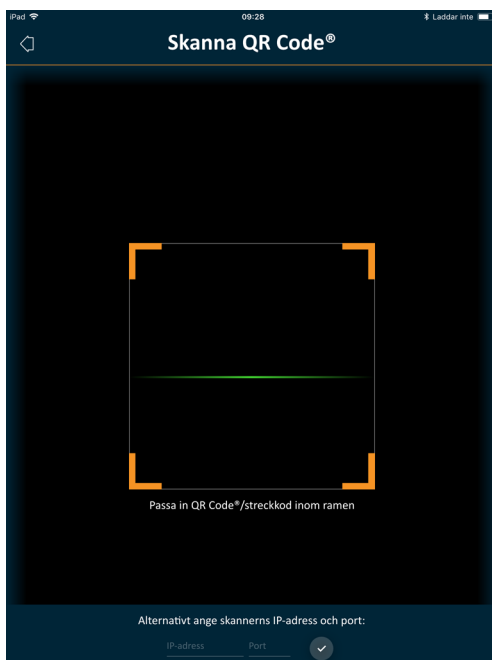 iPad 09:28 Laddar inte
Skanna QR Code®
Passa in QR Code®/streckkod inom ramen
Alternativt ange skannerns IP-adress och port:
IP-adress Port